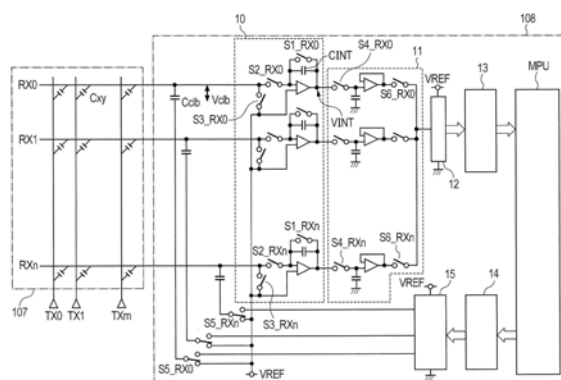 10
108
S1_RX0
CINT
S4_RX0
11
S2_RX0
RX0
Cxy
Cclb
Vclb
S3_RX0
VINT
S6_RX0
VREF
13
MPU
12
RX1
S1_RXn
S2_RXn
S4_RXn
S6_RXn
RXn
107
TX0
TX1
TXm
S5_RXn
S3_RXn
VREF
15
14
S5_RX0
VREF